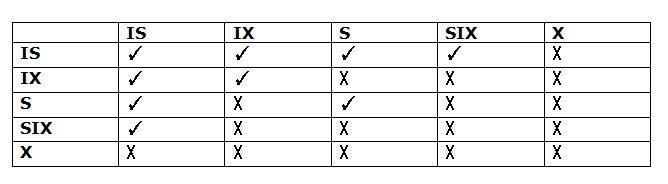 IS IX S SIX X
IS ✓ ✓ ✓ ✓ X
IX ✓ ✓ X X X
S ✓ X ✓ X X
SIX ✓ X X X X
X X X X X X